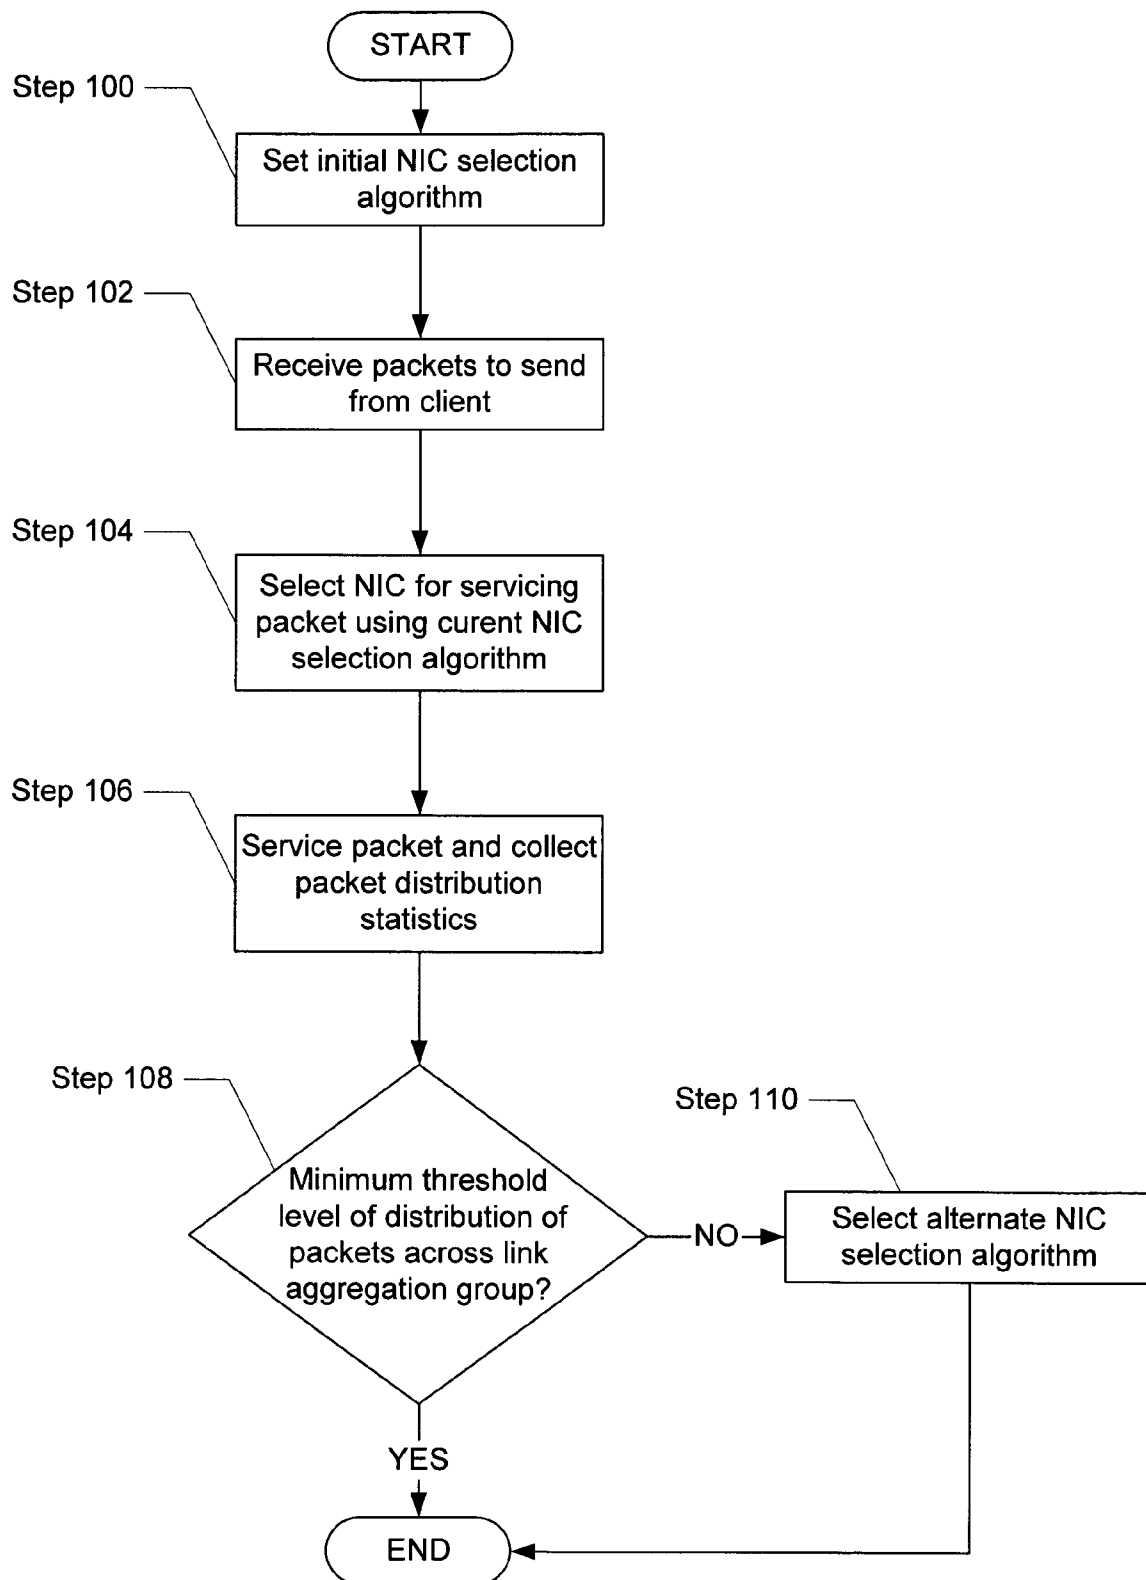 START
Step 100
Set initial NIC selection
algorithm
Step 102
Receive packets to send
from client
Step 104
Select NIC for servicing
packet using curent NIC
selection algorithm
Step 106
Service packet and collect
packet distribution
statistics
Step 108
Minimum threshold
level of distribution of
packets across link
aggregation group?
NO
Step 110
Select alternate NIC
selection algorithm
YES
END